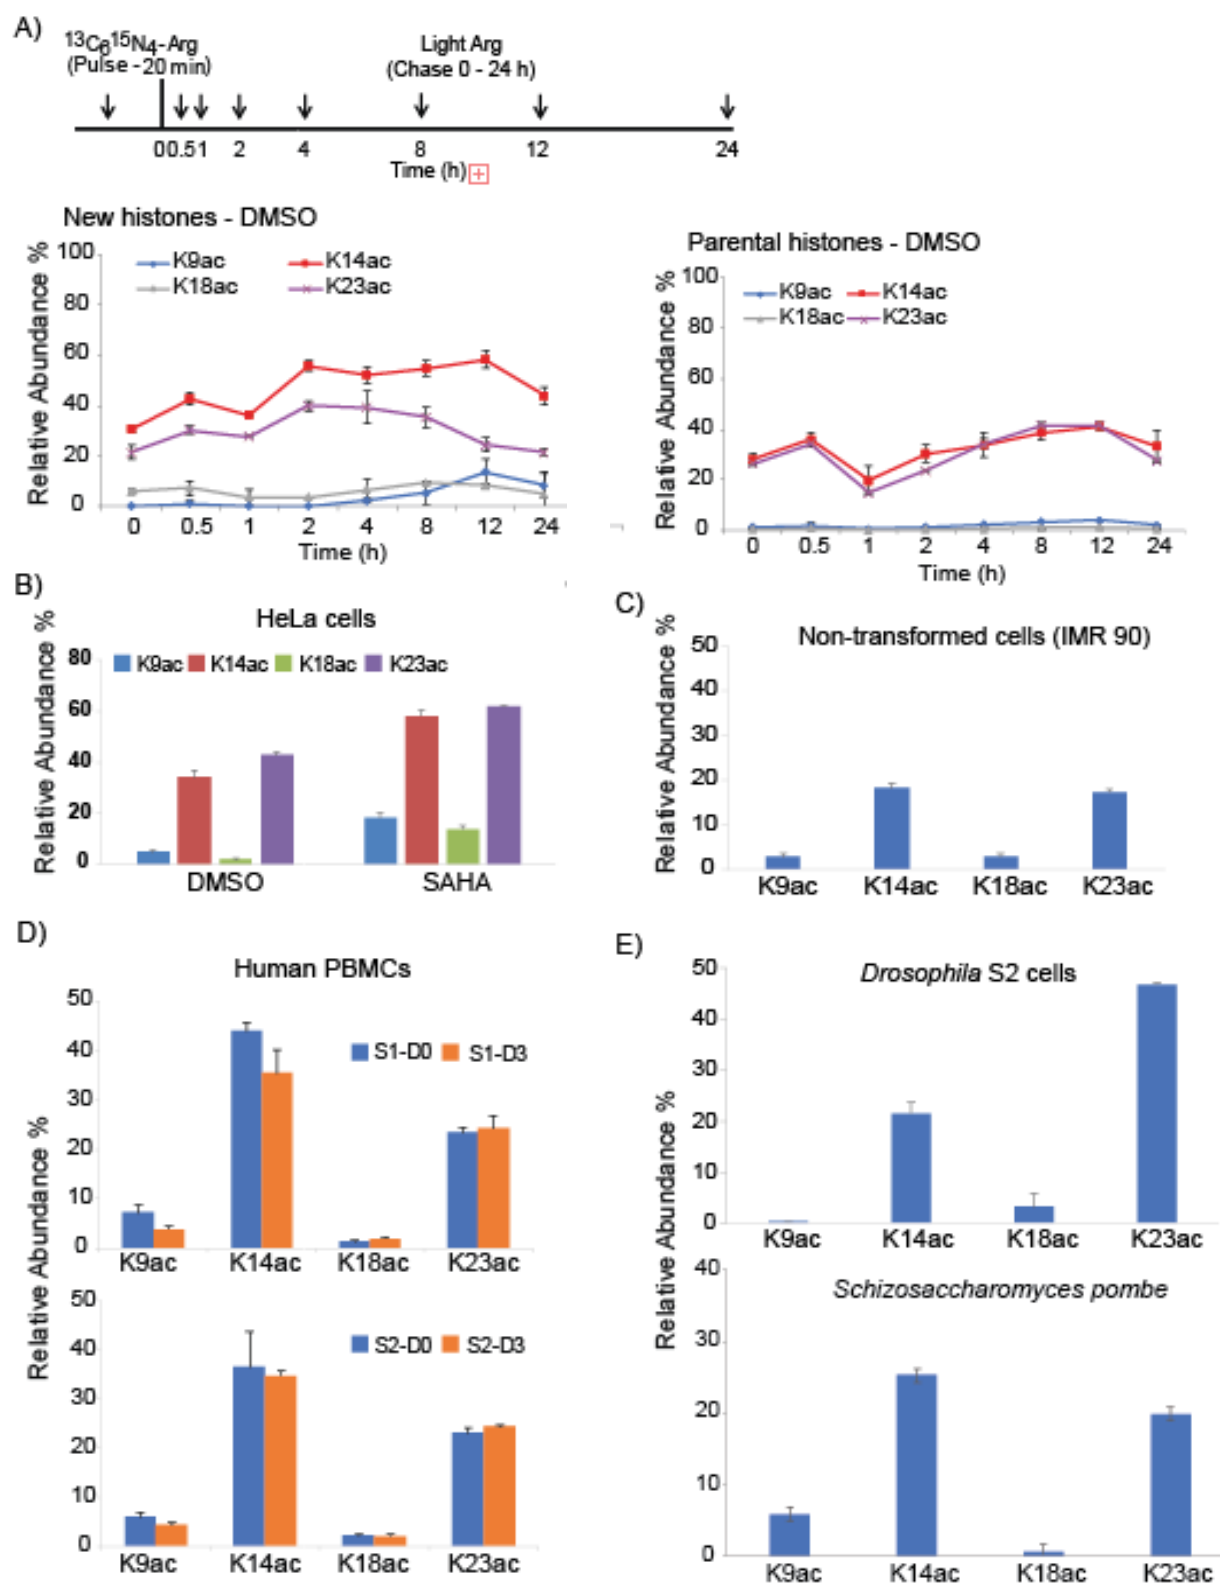 A)
13C615N4-Arg
(Pulse -20 min)
Light Arg
(Chase 0 - 24 h)
0 0.5 1 2 4 8 12 24
Time (h)
New histones - DMSO
Relative Abundance %
100
80
60
40
20
0
K9ac K14ac
K18ac K23ac
0 0.5 1 2 4 8 12 24
Time (h)
Parental histones - DMSO
Relative Abundance %
100
80
60
40
20
0
K9ac K14ac
K18ac K23ac
0 0.5 1 2 4 8 12 24
Time (h)
B)
HeLa cells
Relative Abundance %
80
60
40
20
0
K9ac K14ac K18ac K23ac
DMSO SAHA
C)
Non-transformed cells (IMR 90)
Relative Abundance %
50
40
30
20
10
0
K9ac K14ac K18ac K23ac
D)
Human PBMCs
Relative Abundance %
50
40
30
20
10
0
S1-D0 S1-D3
K9ac K14ac K18ac K23ac
50
40
30
20
10
0
S2-D0 S2-D3
K9ac K14ac K18ac K23ac
E)
Drosophila S2 cells
Relative Abundance %
50
40
30
20
10
0
K9ac K14ac K18ac K23ac
Schizosaccharomyces pombe
40
30
20
10
0
K9ac K14ac K18ac K23ac